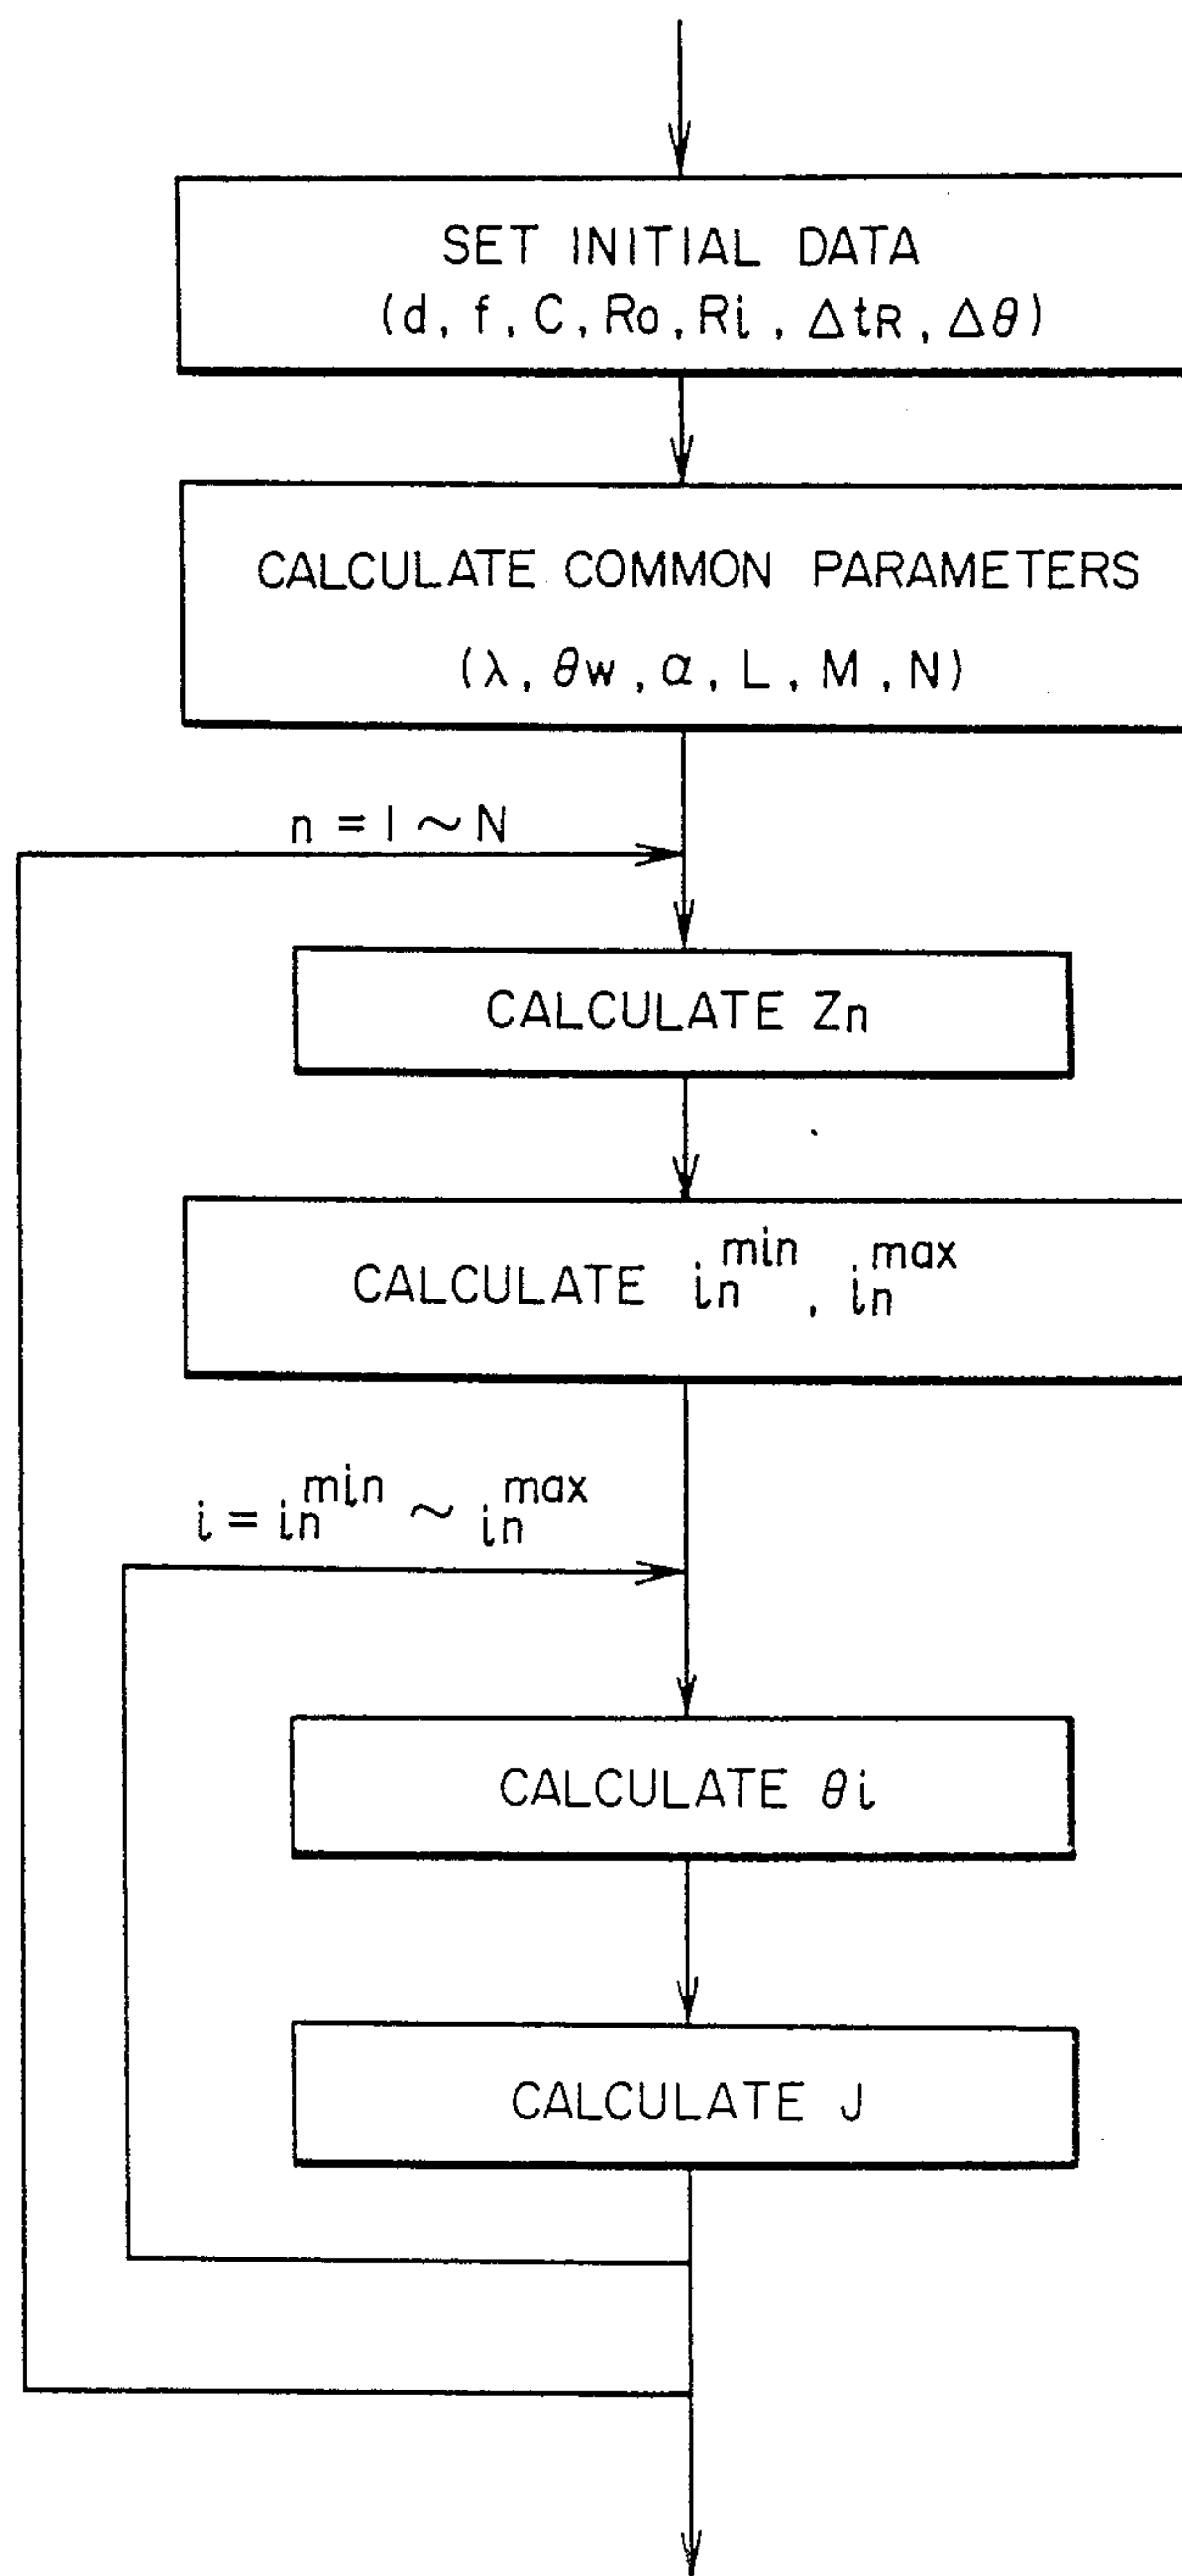 SET INITIAL DATA
(d, f, C, Ro, Ri, ΔtR, Δθ)
CALCULATE COMMON PARAMETERS
(λ, θw, α, L, M, N)
n = 1 ~ N
CALCULATE Zn
CALCULATE in^min, in^max
i = in^min ~ in^max
CALCULATE θi
CALCULATE J